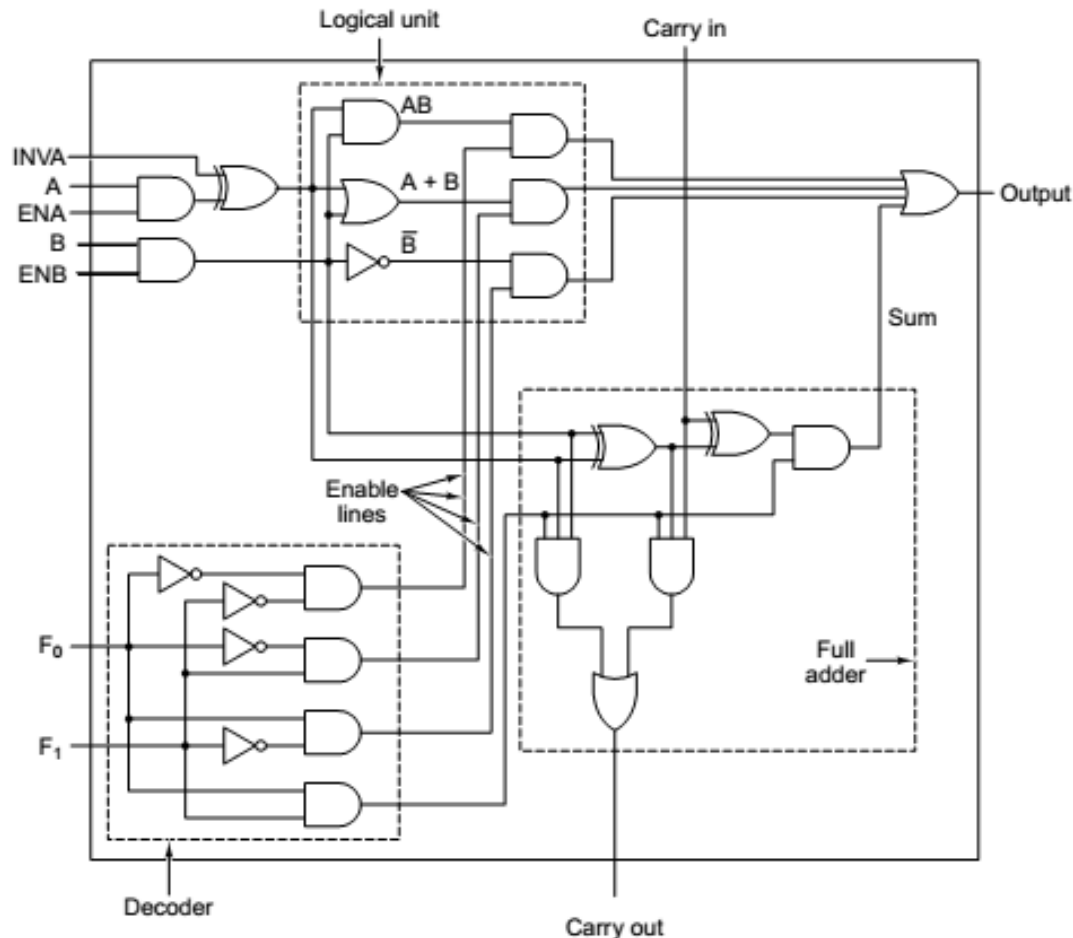 Logical unit
Carry in
AB
INVA
A
A + B
ENA
Output
B
B̅
ENB
Sum
Enable
lines
F₀
Full
adder
F₁
Decoder
Carry out